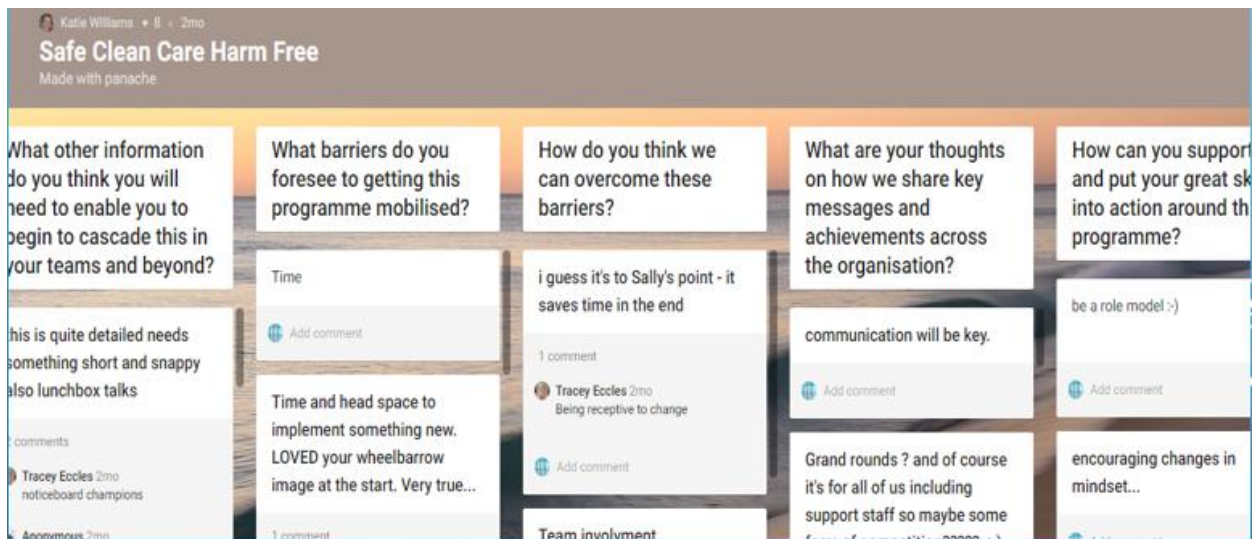 Katie Williams + 8 • 2mo
Safe Clean Care Harm Free
Made with panache
What other information
do you think you will
need to enable you to
begin to cascade this in
your teams and beyond?
this is quite detailed needs
something short and snappy
also lunchbox talks
2 comments
Tracey Eccles 2mo
noticeboard champions
Anonymous 2mo
What barriers do you
foresee to getting this
programme mobilised?
Time
Add comment
Time and head space to
implement something new.
LOVED your wheelbarrow
image at the start. Very true...
1 comment
How do you think we
can overcome these
barriers?
i guess it's to Sally's point - it
saves time in the end
1 comment
Tracey Eccles 2mo
Being receptive to change
Add comment
Team involvment
What are your thoughts
on how we share key
messages and
achievements across
the organisation?
communication will be key.
Add comment
Grand rounds ? and of course
it's for all of us including
support staff so maybe some
form of competition????? :-)
How can you support
and put your great sk
into action around th
programme?
be a role model :-)
Add comment
encouraging changes in
mindset...
Add comment